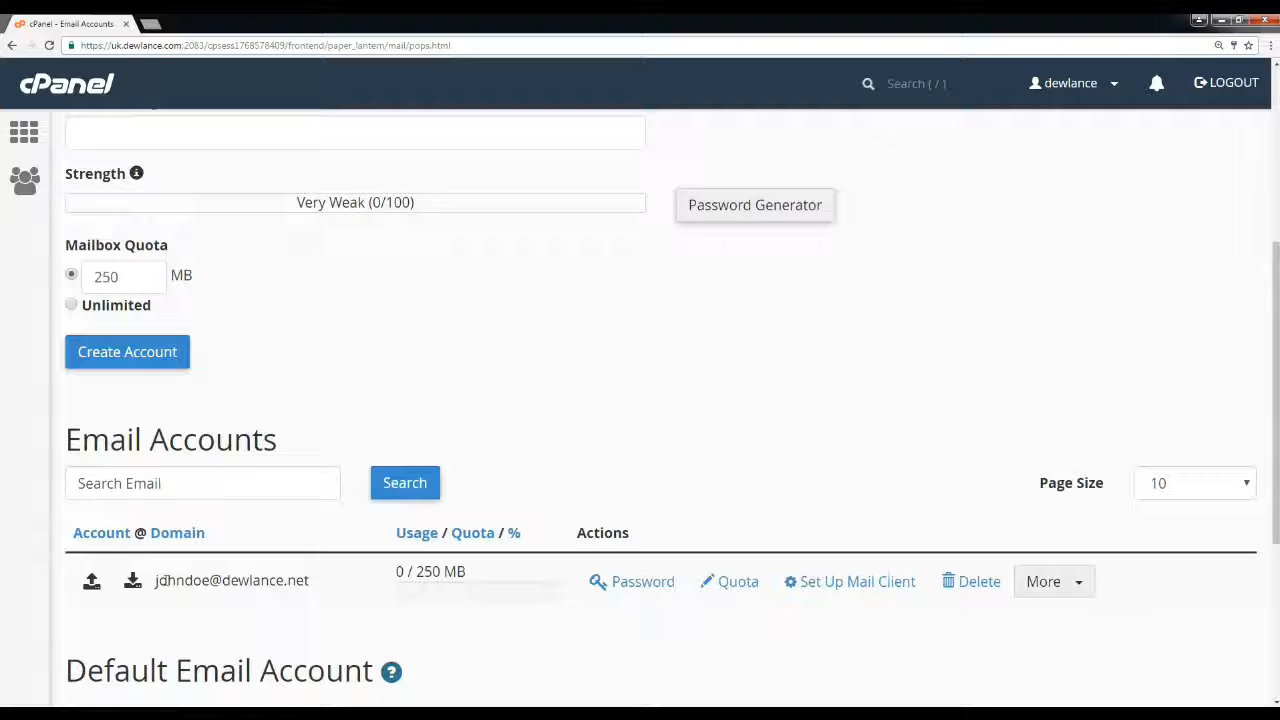 cPanel - Email Accounts
https://uk.dewlance.com:2083/cpsess1768578409/frontend/paper_lantern/mail/pops.html
cPanel Search ( / ) dewlance LOGOUT
Strength
Very Weak (0/100) Password Generator
Mailbox Quota
250 MB
Unlimited
Create Account
Email Accounts
Search Email Search Page Size 10
Account @ Domain Usage / Quota / % Actions
johndoe@dewlance.net 0 / 250 MB Password Quota Set Up Mail Client Delete More
Default Email Account